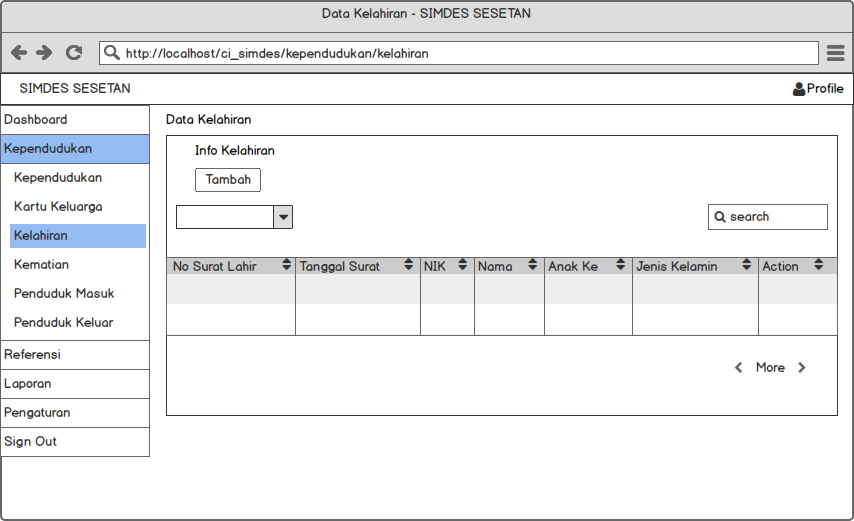 Data Kelahiran - SIMDES SESETAN
http://localhost/ci_simdes/kependudukan/kelahiran
SIMDES SESETAN
Profile
Dashboard
Kependudukan
Kependudukan
Kartu Keluarga
Kelahiran
Kematian
Penduduk Masuk
Penduduk Keluar
Referensi
Laporan
Pengaturan
Sign Out
Data Kelahiran
Info Kelahiran
Tambah
search
No Surat Lahir Tanggal Surat NIK Nama Anak Ke Jenis Kelamin Action
More